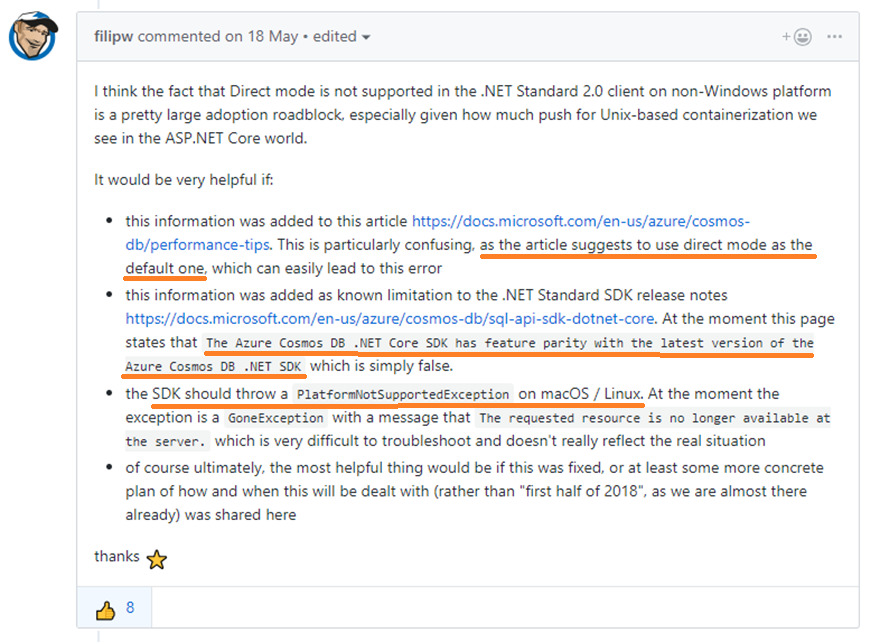 filipw commented on 18 May • edited
I think the fact that Direct mode is not supported in the .NET Standard 2.0 client on non-Windows platform
is a pretty large adoption roadblock, especially given how much push for Unix-based containerization we
see in the ASP.NET Core world.
It would be very helpful if:
• this information was added to this article https://docs.microsoft.com/en-us/azure/cosmos-
db/performance-tips. This is particularly confusing, as the article suggests to use direct mode as the
default one, which can easily lead to this error
• this information was added as known limitation to the .NET Standard SDK release notes
https://docs.microsoft.com/en-us/azure/cosmos-db/sql-api-sdk-dotnet-core. At the moment this page
states that The Azure Cosmos DB .NET Core SDK has feature parity with the latest version of the
Azure Cosmos DB .NET SDK which is simply false.
• the SDK should throw a PlatformNotSupportedException on macOS / Linux. At the moment the
exception is a GoneException with a message that The requested resource is no longer available at
the server. which is very difficult to troubleshoot and doesn't really reflect the real situation
• of course ultimately, the most helpful thing would be if this was fixed, or at least some more concrete
plan of how and when this will be dealt with (rather than "first half of 2018", as we are almost there
already) was shared here
thanks ⭐
👍 8